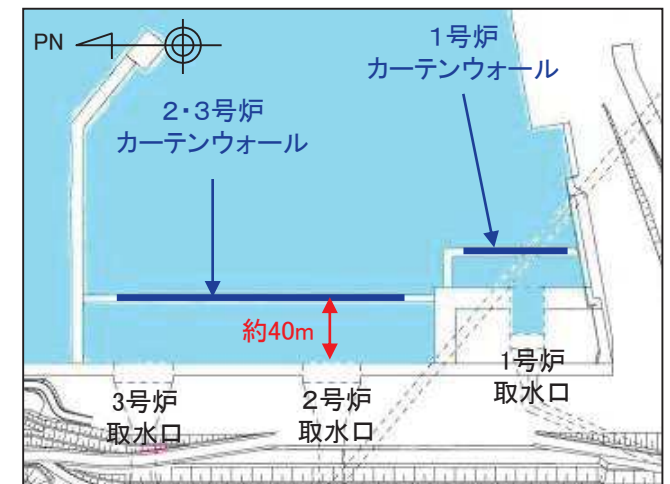 PN
1号炉
カーテンウォール
2・3号炉
カーテンウォール
約40m
3号炉
取水口
2号炉
取水口
1号炉
取水口